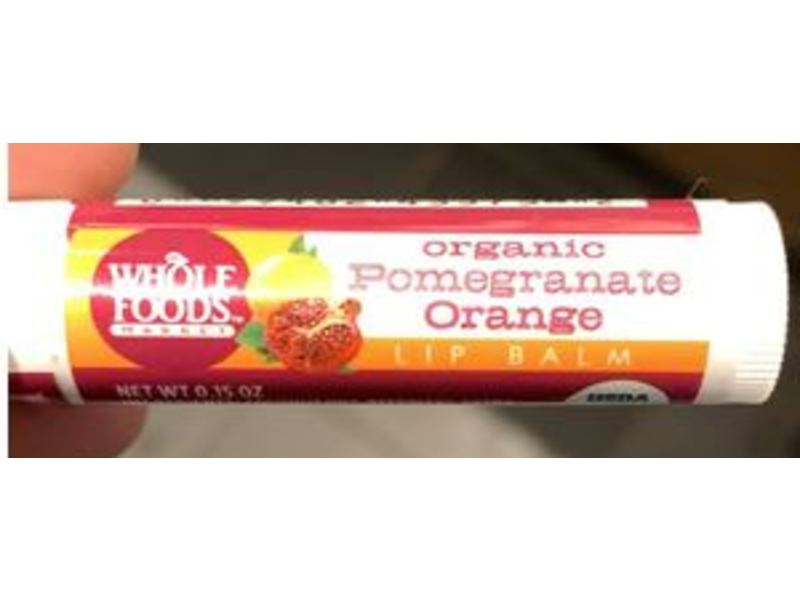 WHOLE
FOODS
MARKET
organic
Pomegranate
Orange
LIP BALM
NET WT 0.15 OZ
USDA